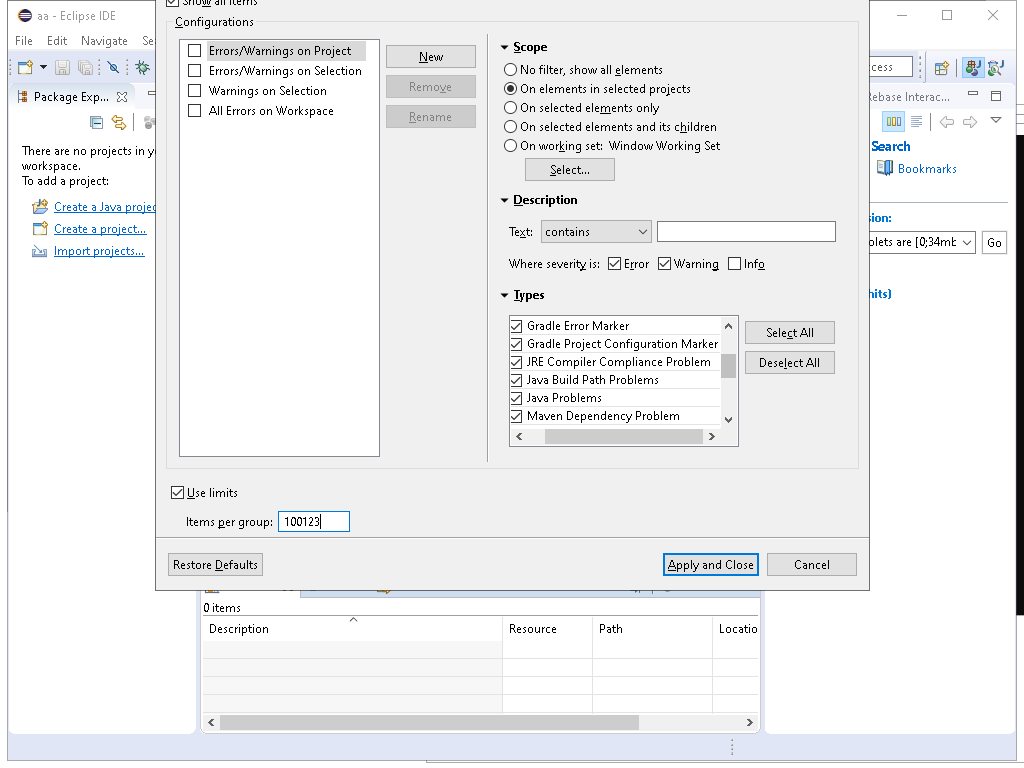 aa - Eclipse IDE
File Edit Navigate Se
Package Exp...
There are no projects in y
workspace.
To add a project:
Create a Java projec
Create a project...
Import projects...
Show all items
Configurations
Errors/Warnings on Project
Errors/Warnings on Selection
Warnings on Selection
All Errors on Workspace
New
Remove
Rename
Scope
No filter, show all elements
On elements in selected projects
On selected elements only
On selected elements and its children
On working set: Window Working Set
Select...
Description
Text: contains
Where severity is: Error Warning Info
Types
Gradle Error Marker
Gradle Project Configuration Marker
JRE Compiler Compliance Problem
Java Build Path Problems
Java Problems
Maven Dependency Problem
Select All
Deselect All
Use limits
Items per group: 100123
Restore Defaults
Apply and Close
Cancel
cess
Rebase Interac...
Search
Bookmarks
sion:
olets are [0;34mb
Go
hits)
0 items
Description Resource Path Locatio